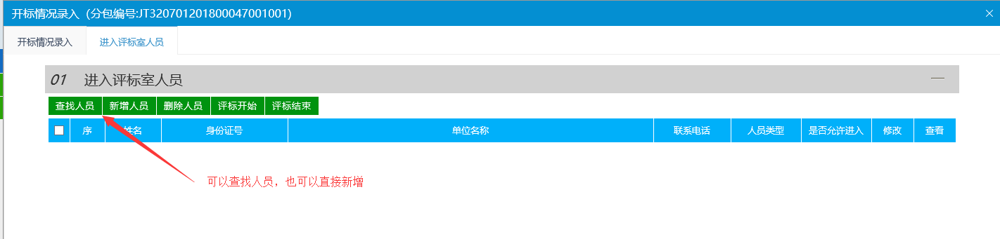 开标情况录入（分包编号:JT320701201800047001001)
开标情况录入 进入评标室人员
01 进入评标室人员
查找人员 新增人员 删除人员 评标开始 评标结束
序 姓名 身份证号 单位名称 联系电话 人员类型 是否允许进入 修改 查看
可以查找人员，也可以直接新增